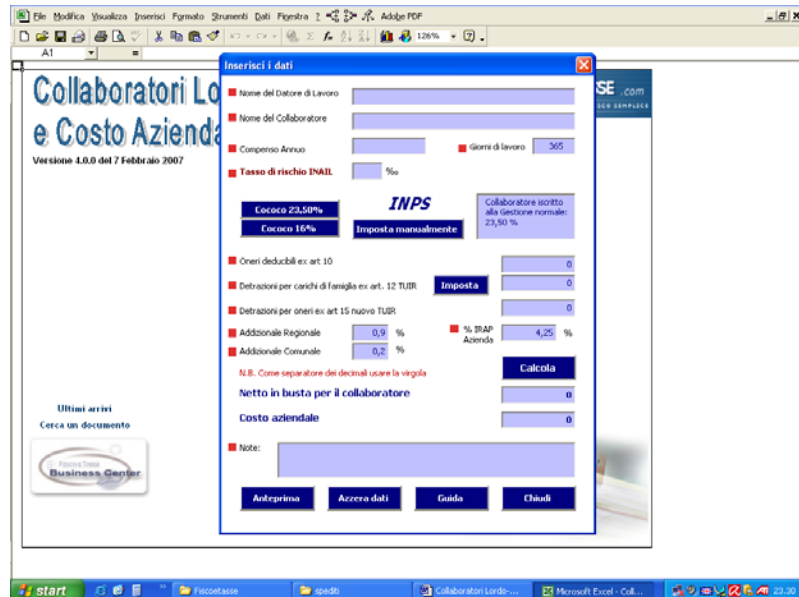 File Modifica Visualizza Inserisci Formato Strumenti Dati Finestra ? Adobe PDF
126%
A1 =
Collaboratori Lo
e Costo Azienda
Versione 4.0.0 del 7 Febbraio 2007
SSE .com
Inserisci i dati
Nome del Datore di Lavoro
Nome del Collaboratore
Compenso Annuo
Giorni di lavoro 365
Tasso di rischio INAIL ‰
Cococo 23,50%
Cococo 16%
INPS
Imposta manualmente
Collaboratore iscritto
alla Gestione normale:
23,50 %
Oneri deducibili ex art 10 0
Detrazioni per carichi di famiglia ex art. 12 TUIR Imposta 0
Detrazioni per oneri ex art 15 nuovo TUIR 0
Addizionale Regionale 0,9 %
% IRAP
Azienda 4,25 %
Addizionale Comunale 0,2 %
N.B. Come separatore dei decimali usare la virgola
Calcola
Netto in busta per il collaboratore 0
Costo aziendale 0
Note:
Anteprima Azzera dati Guida Chiudi
Ultimi arrivi
Cerca un documento
Business Center
start Fiscoetasse spediti Collaboratori Lordo-... Microsoft Excel - Coll... 23.30